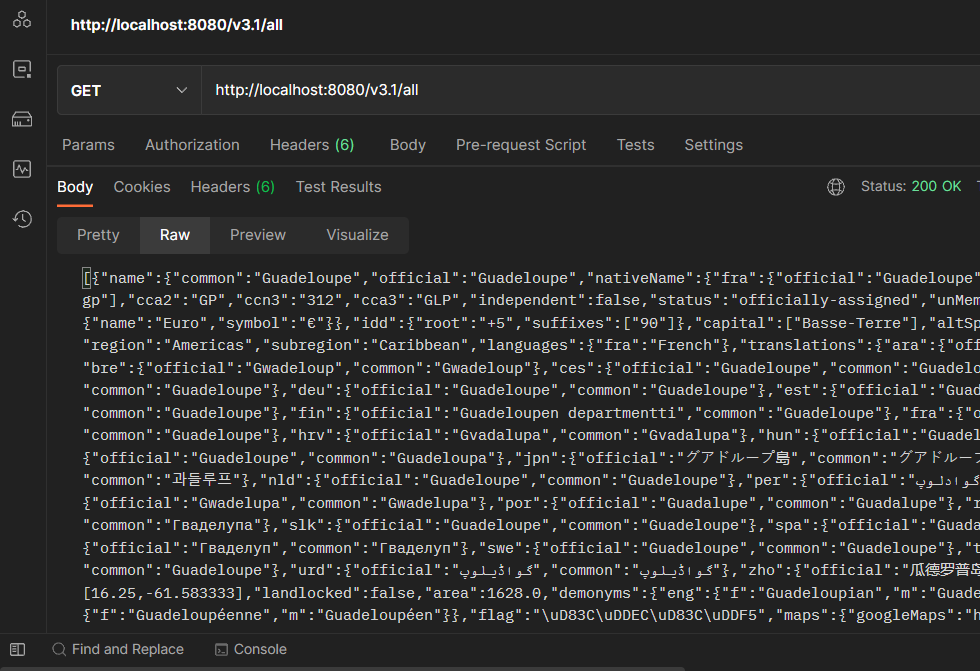 http://localhost:8080/v3.1/all
GET http://localhost:8080/v3.1/all
Params Authorization Headers (6) Body Pre-request Script Tests Settings
Body Cookies Headers (6) Test Results Status: 200 OK
Pretty Raw Preview Visualize
[{"name":{"common":"Guadeloupe","official":"Guadeloupe","nativeName":{"fra":{"official":"Guadeloupe"
gp"],"cca2":"GP","ccn3":"312","cca3":"GLP","independent":false,"status":"officially-assigned","unMem
{"name":"Euro","symbol":"€"}},"idd":{"root":"+5","suffixes":["90"]},"capital":["Basse-Terre"],"altSp
"region":"Americas","subregion":"Caribbean","languages":{"fra":"French"},"translations":{"ara":{"off
"bre":{"official":"Gwadeloup","common":"Gwadeloup"},"ces":{"official":"Guadeloupe","common":"Guadelo
"common":"Guadeloupe"},"deu":{"official":"Guadeloupe","common":"Guadeloupe"},"est":{"official":"Guad
"common":"Guadeloupe"},"fin":{"official":"Guadeloupen departmentti","common":"Guadeloupe"},"fra":{"o
"common":"Guadeloupe"},"hrv":{"official":"Gvadalupa","common":"Gvadalupa"},"hun":{"official":"Guadel
{"official":"Guadeloupe","common":"Guadeloupa"},"jpn":{"official":"グアドループ島","common":"グアドループ
"common":"과들루프"},"nld":{"official":"Guadeloupe","common":"Guadeloupe"},"per":{"official":"گوادلوپ
{"official":"Gwadelupa","common":"Gwadelupa"},"por":{"official":"Guadalupe","common":"Guadalupe"},"r
"common":"Гваделупа"},"slk":{"official":"Guadeloupe","common":"Guadeloupe"},"spa":{"official":"Guada
{"official":"Гваделуп","common":"Гваделуп"},"swe":{"official":"Guadeloupe","common":"Guadeloupe"},"t
"common":"Guadeloupe"},"urd":{"official":"گواڈیلوپ","common":"گواڈیلوپ"},"zho":{"official":"瓜德罗普岛
[16.25,-61.583333],"landlocked":false,"area":1628.0,"demonyms":{"eng":{"f":"Guadeloupian","m":"Guade
{"f":"Guadeloupéenne","m":"Guadeloupéen"}},"flag":"\uD83C\uDDEC\uD83C\uDDF5","maps":{"googleMaps":"h
Find and Replace Console